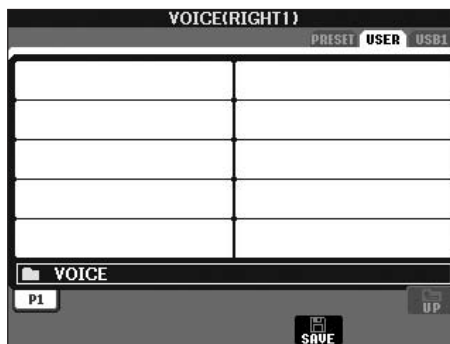 VOICE(RIGHT1)
PRESET USER USB1
VOICE
P1
UP
SAVE